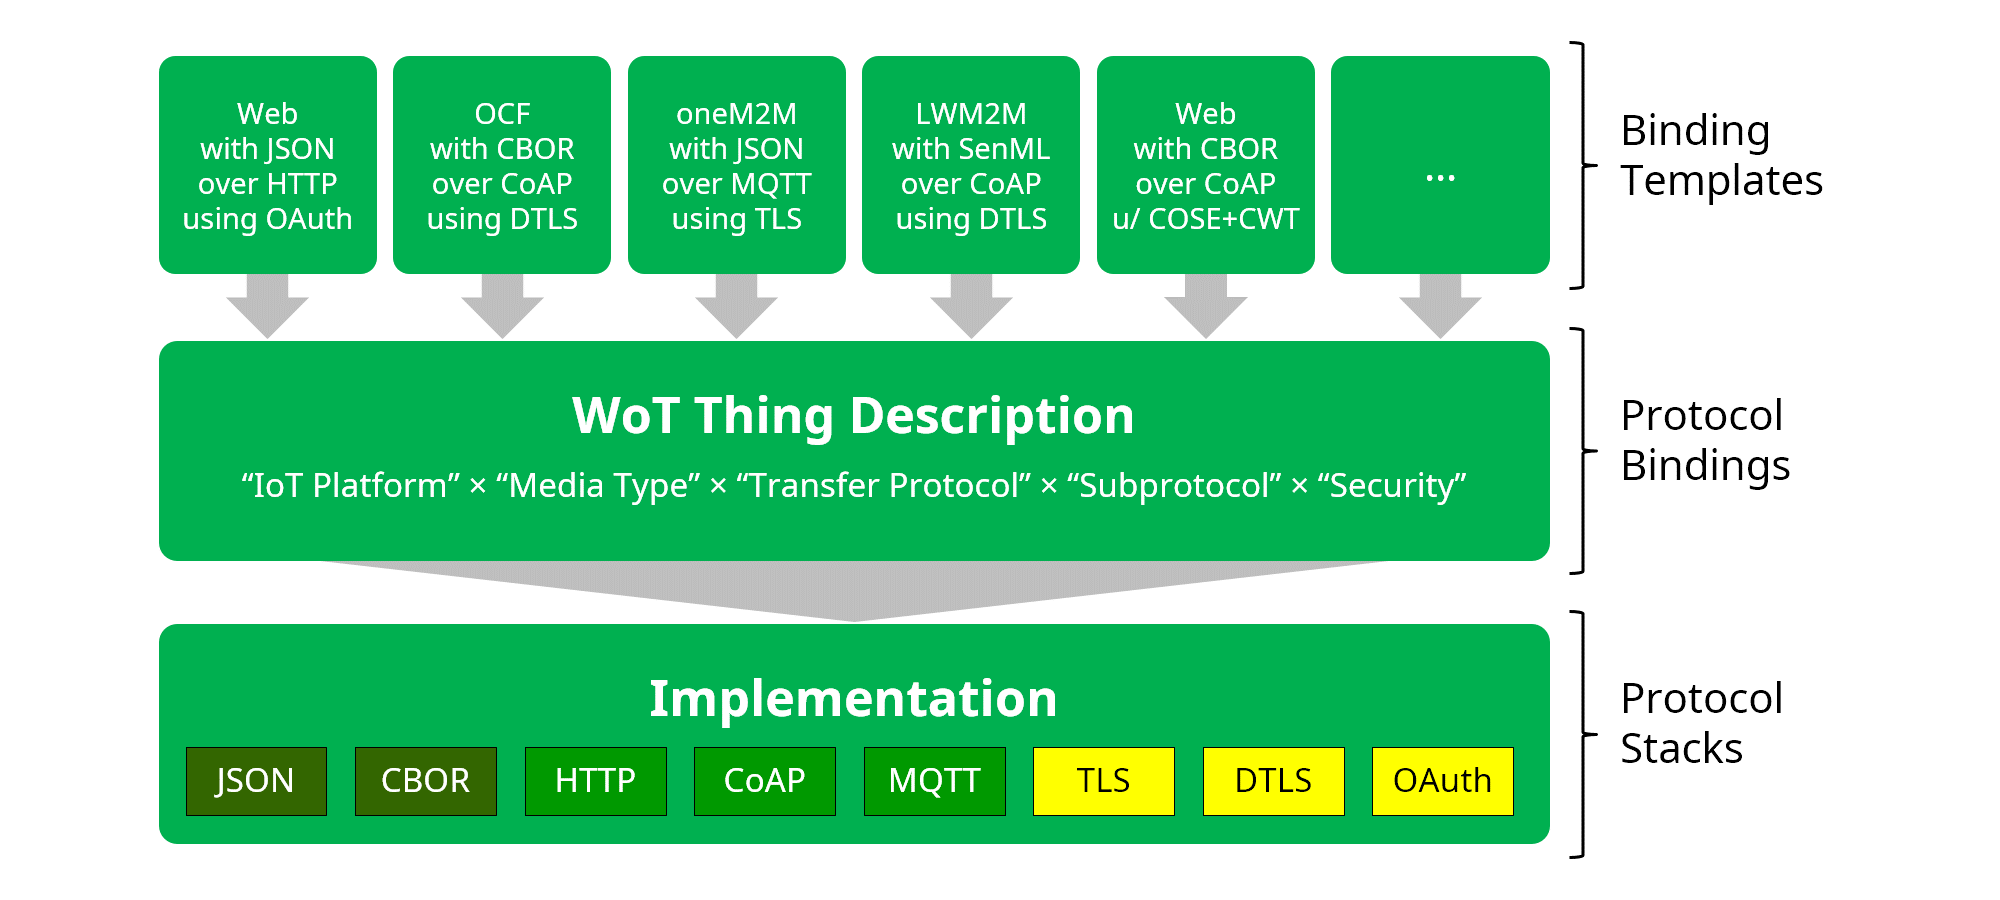 Web
with JSON
over HTTP
using OAuth
OCF
with CBOR
over CoAP
using DTLS
oneM2M
with JSON
over MQTT
using TLS
LWM2M
with SenML
over CoAP
using DTLS
Web
with CBOR
over CoAP
u/ COSE+CWT
...
Binding
Templates
WoT Thing Description
“IoT Platform” × “Media Type” × “Transfer Protocol” × “Subprotocol” × “Security”
Protocol
Bindings
Implementation
JSON
CBOR
HTTP
CoAP
MQTT
TLS
DTLS
OAuth
Protocol
Stacks